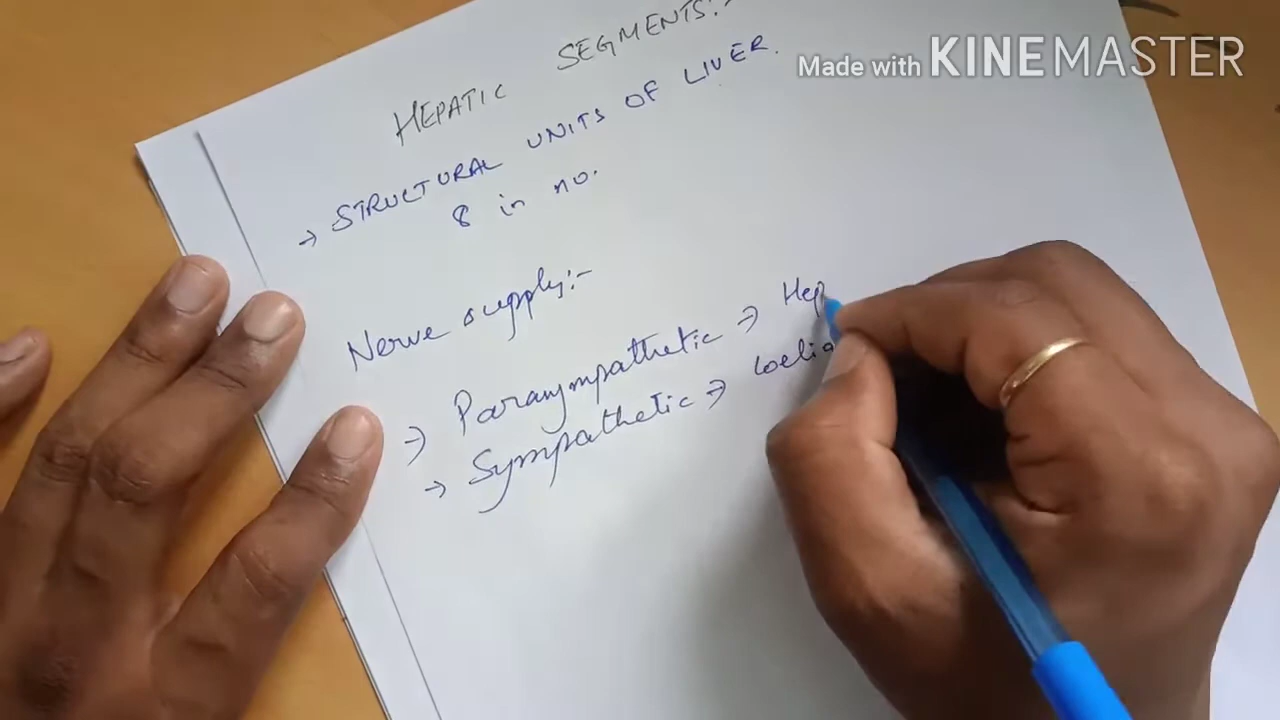 Made with KINEMASTER
HEPATIC SEGMENTS:-
→ STRUCTURAL UNITS OF LIVER.
8 in no.
Nerve supply:-
→ Parasympathetic → Hep
→ Sympathetic → Coelia